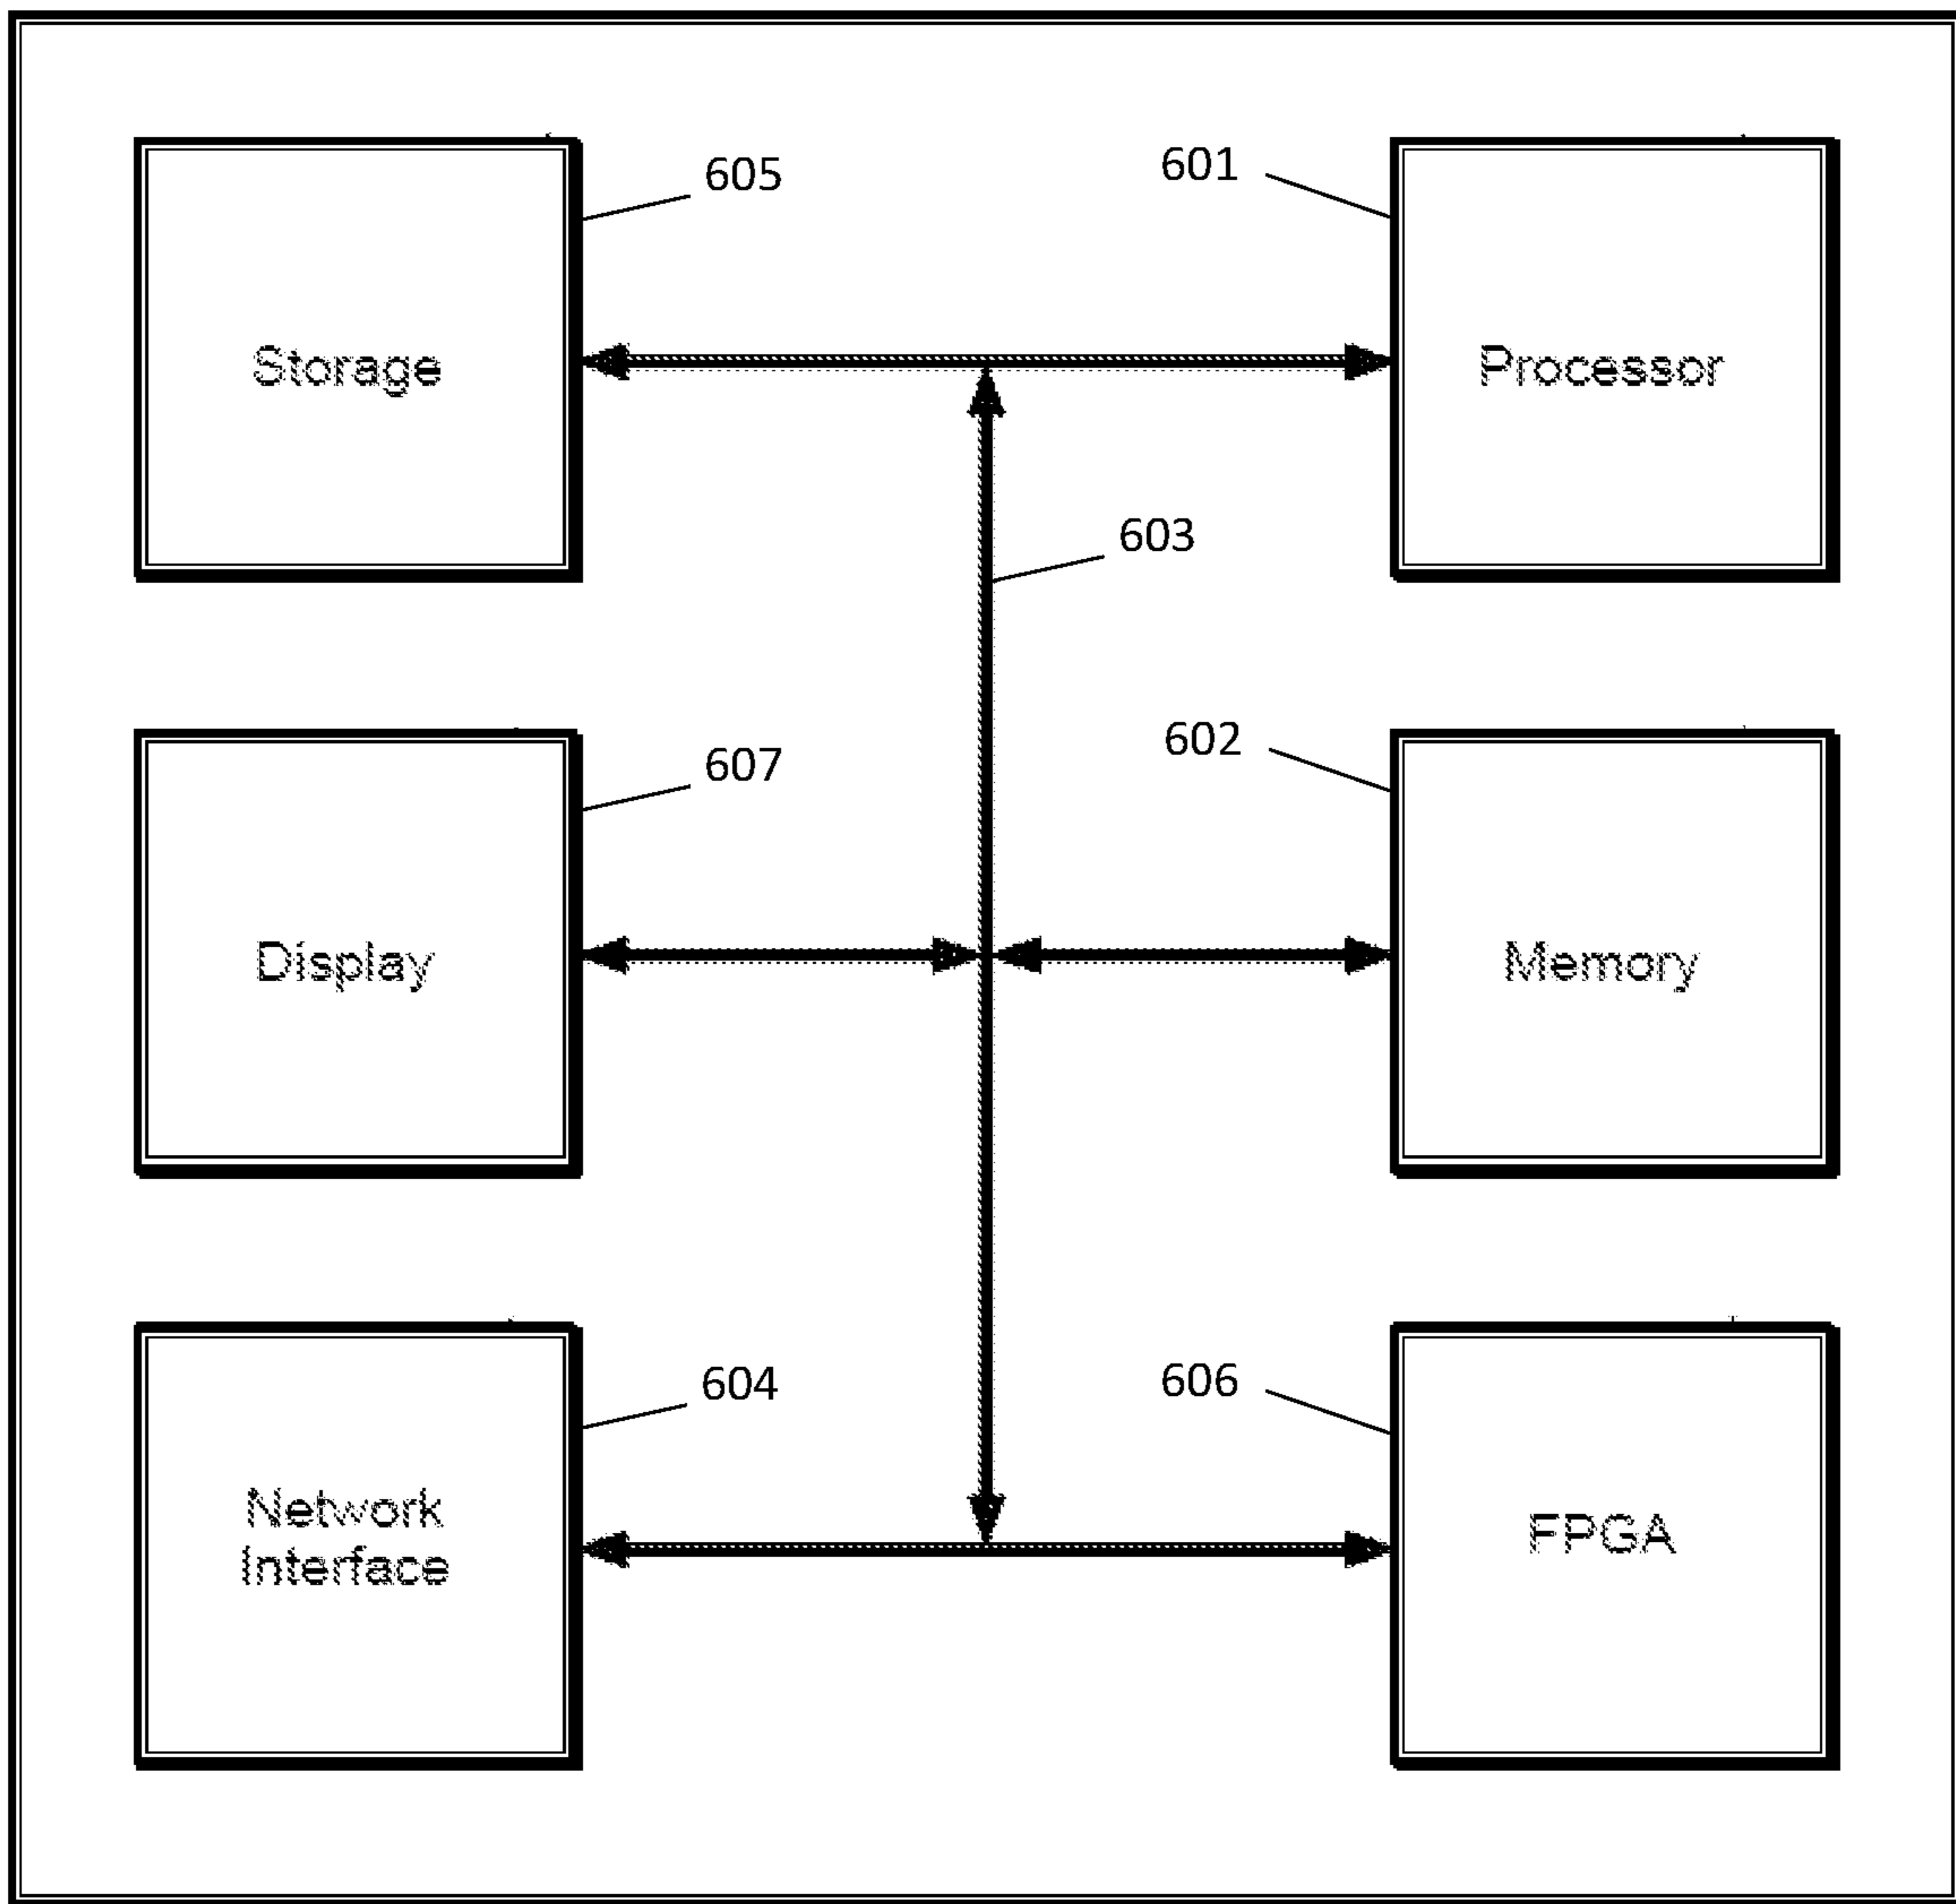 605
601
Storage
Processor
603
607
602
Display
Memory
604
606
Network
Interface
FPGA